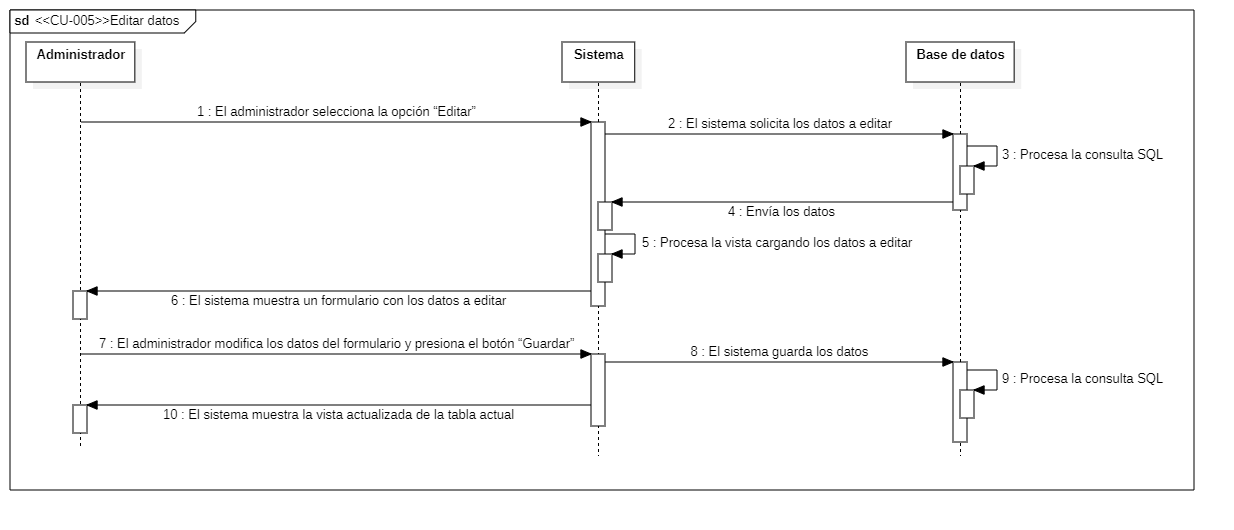 sd <<CU-005>>Editar datos
Administrador
Sistema
Base de datos
1 : El administrador selecciona la opción “Editar”
2 : El sistema solicita los datos a editar
3 : Procesa la consulta SQL
4 : Envía los datos
5 : Procesa la vista cargando los datos a editar
6 : El sistema muestra un formulario con los datos a editar
7 : El administrador modifica los datos del formulario y presiona el botón “Guardar”
8 : El sistema guarda los datos
9 : Procesa la consulta SQL
10 : El sistema muestra la vista actualizada de la tabla actual